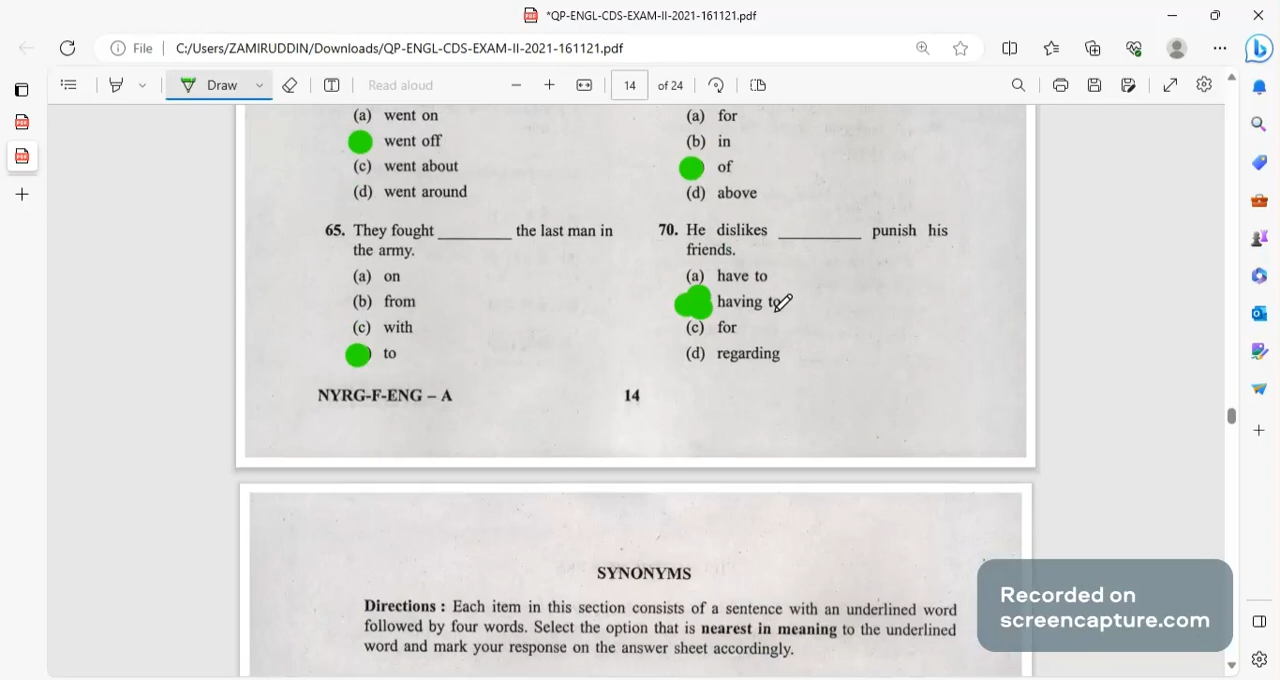 *QP-ENGL-CDS-EXAM-II-2021-161121.pdf
File | C:/Users/ZAMIRUDDIN/Downloads/QP-ENGL-CDS-EXAM-II-2021-161121.pdf
Draw
Read aloud
14 of 24
(a) went on
went off
(c) went about
(d) went around
65. They fought ________ the last man in
the army.
(a) on
(b) from
(c) with
) to
NYRG-F-ENG – A
(a) for
(b) in
of
(d) above
70. He dislikes ________ punish his
friends.
(a) have to
having to
(c) for
(d) regarding
14
SYNONYMS
Directions : Each item in this section consists of a sentence with an underlined word
followed by four words. Select the option that is nearest in meaning to the underlined
word and mark your response on the answer sheet accordingly.
Recorded on
screencapture.com